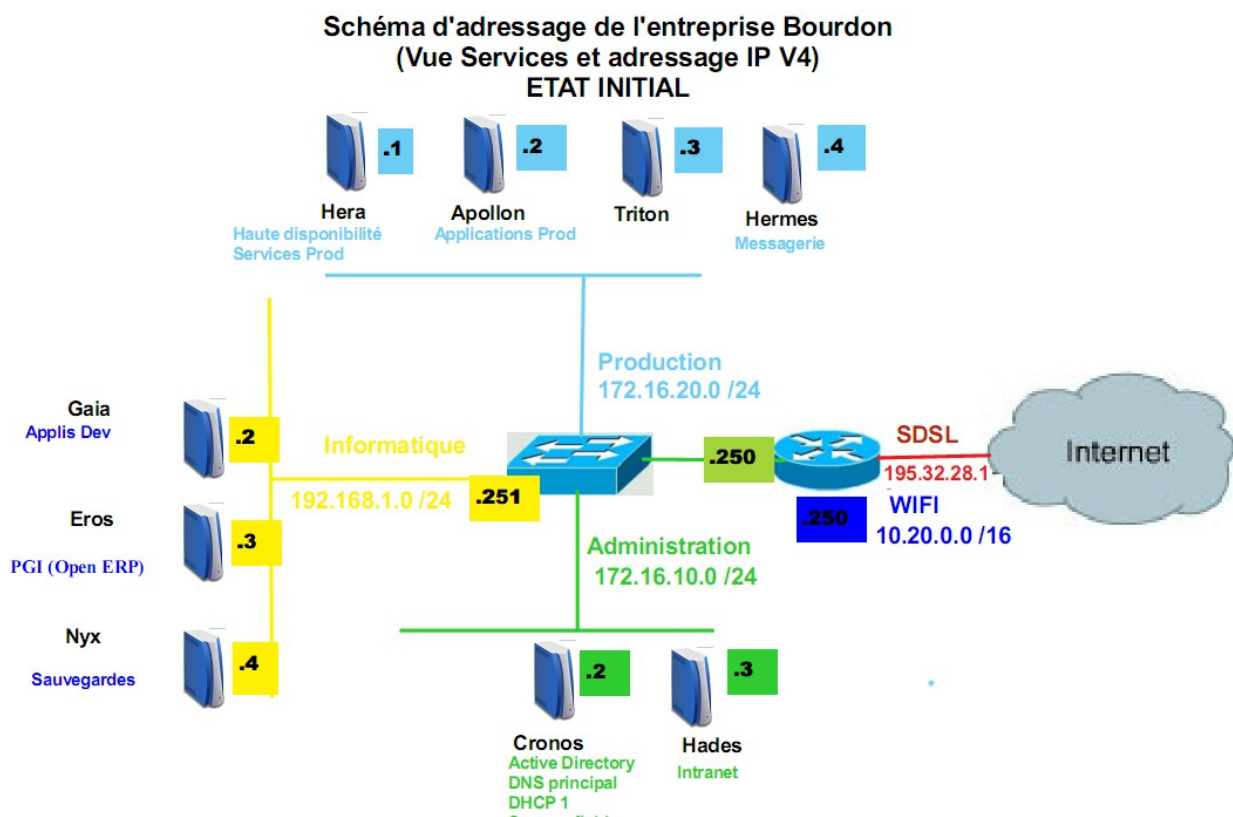 Schéma d'adressage de l'entreprise Bourdon
(Vue Services et adressage IP V4)
ETAT INITIAL
.1
.2
.3
.4
Hera
Apollon
Triton
Hermes
Haute disponibilité
Services Prod
Applications Prod
Messagerie
Production
172.16.20.0 /24
Gaia
Applis Dev
.2
Informatique
192.168.1.0 /24
.251
.250
SDSL
195.32.28.1
Internet
.250
WIFI
10.20.0.0 /16
Eros
.3
PGI (Open ERP)
Administration
172.16.10.0 /24
Nyx
.4
Sauvegardes
.2
.3
Cronos
Active Directory
DNS principal
DHCP 1
Hades
Intranet